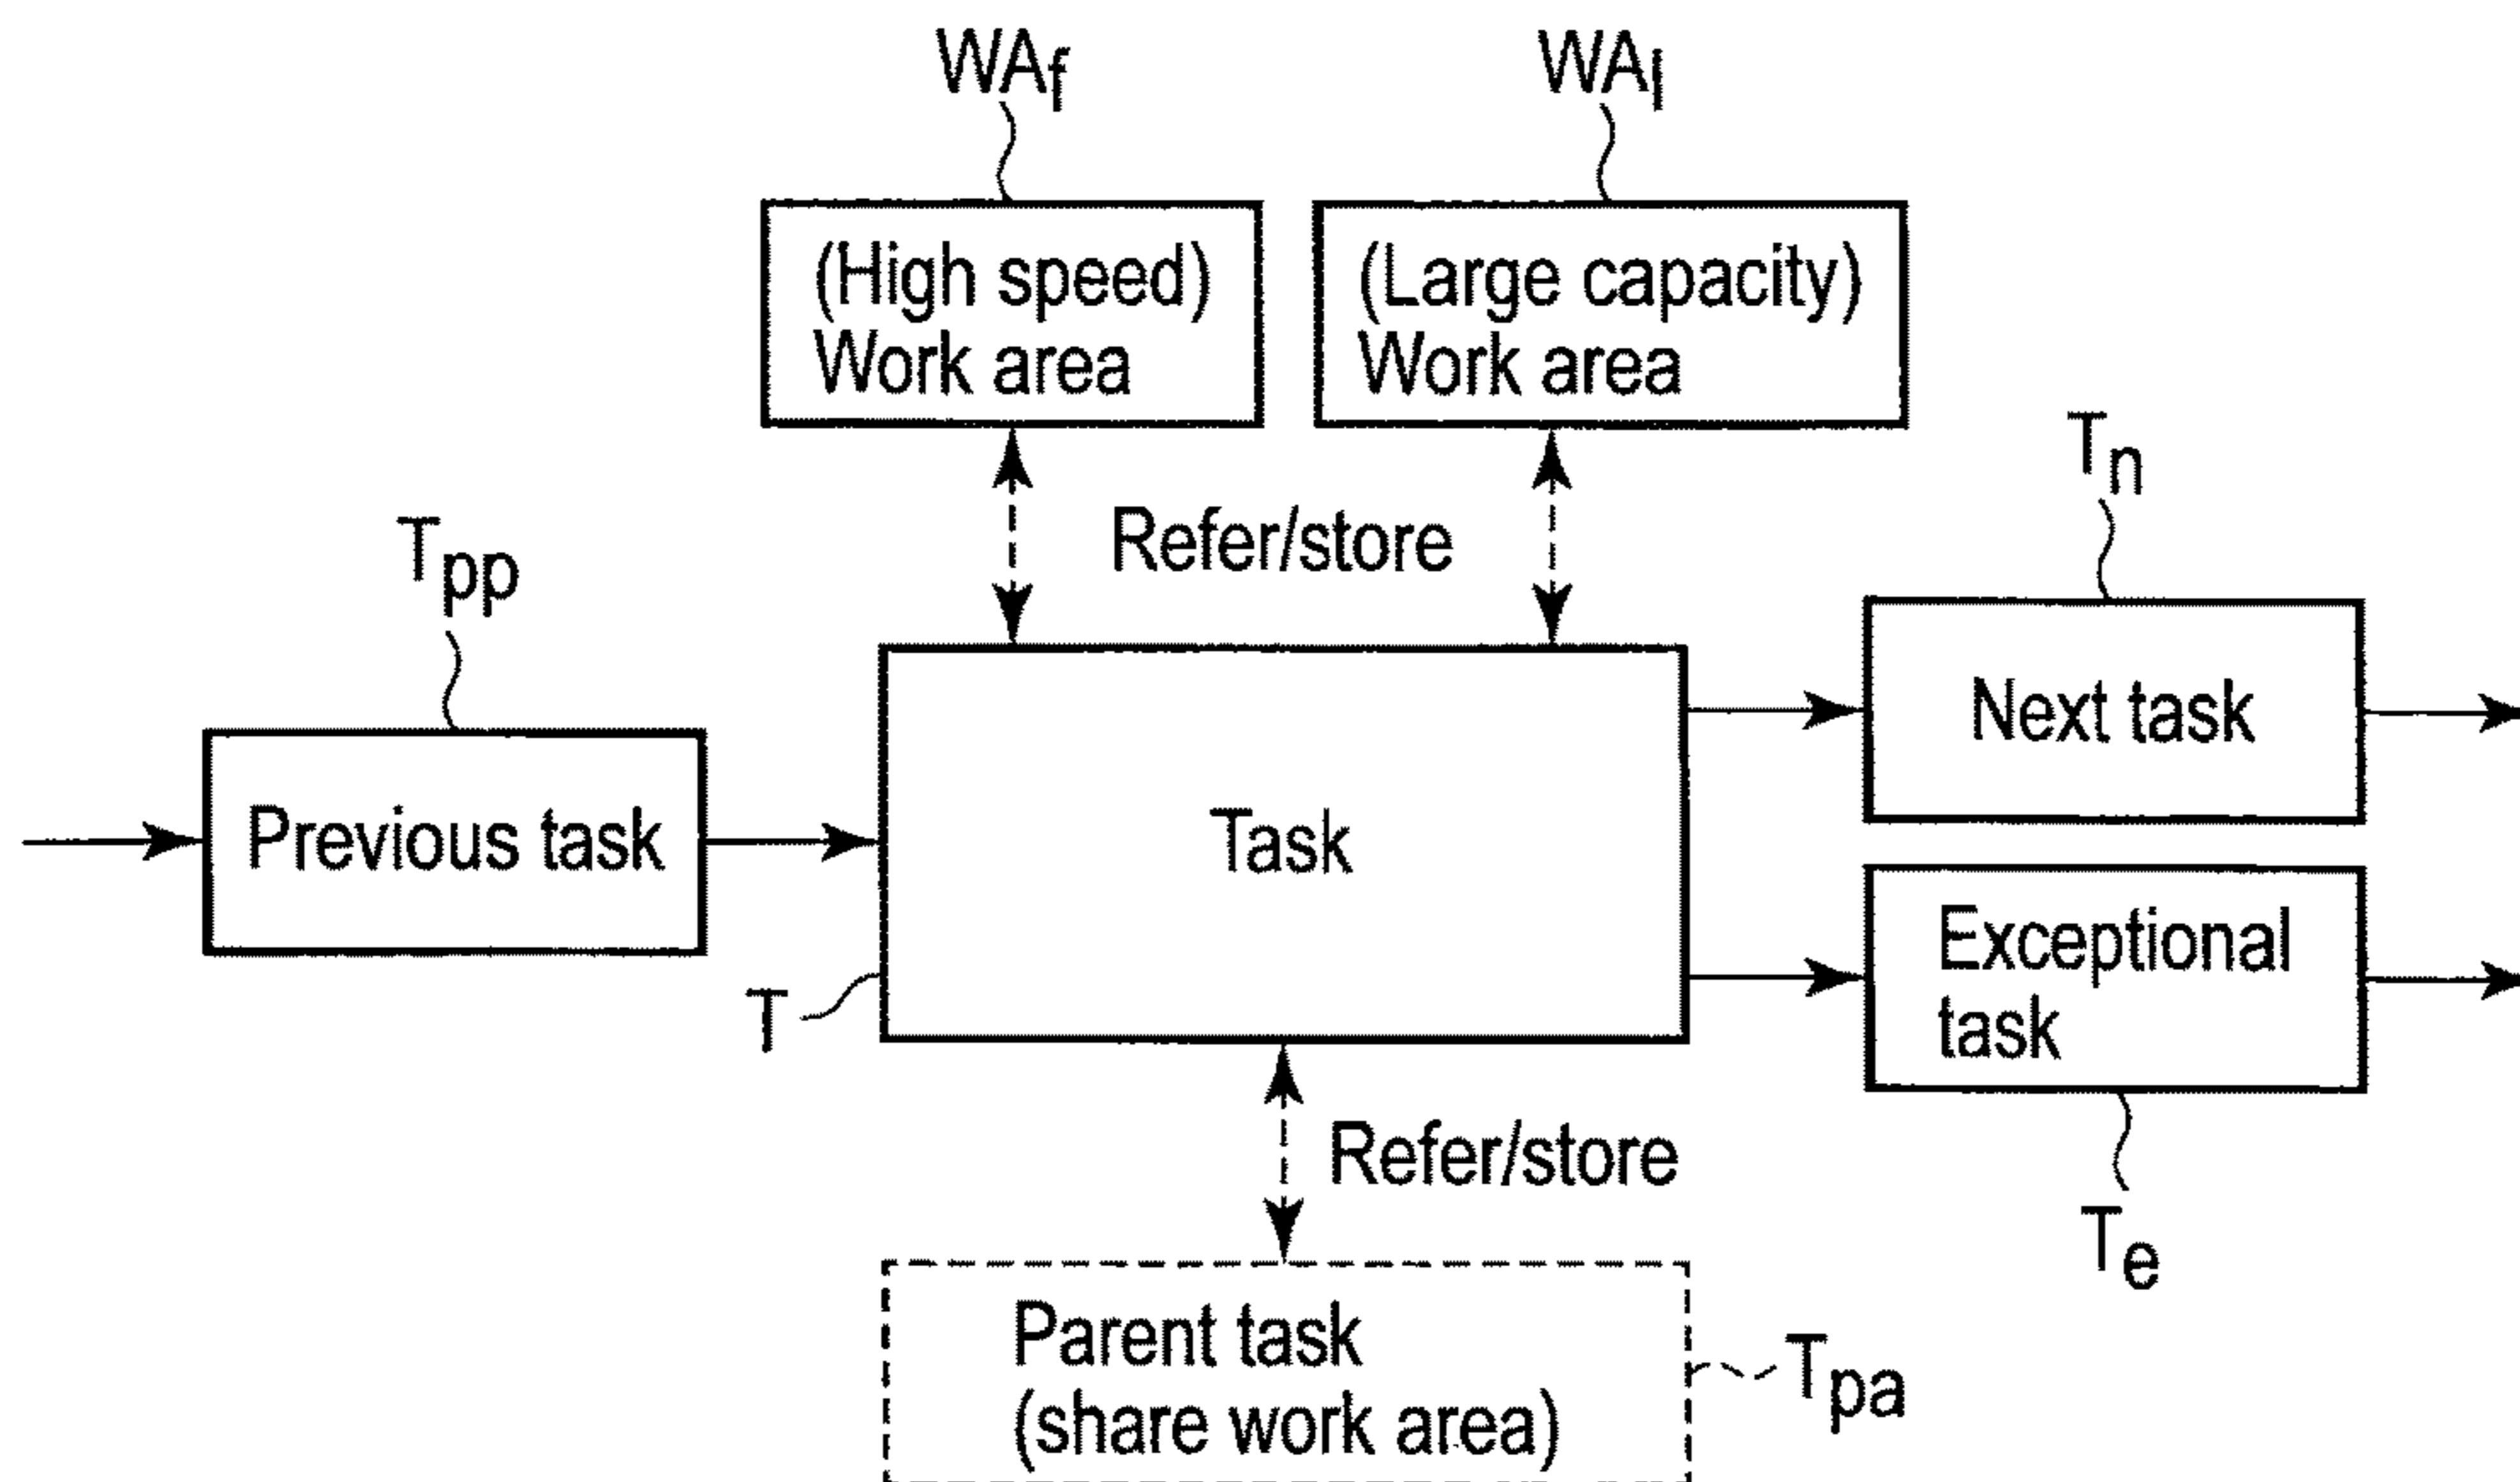 WAf
WAl
(High speed)
Work area
(Large capacity)
Work area
Tn
Refer/store
Tpp
Next task
Previous task
Task
Exceptional
task
T
Refer/store
Te
Parent task
(share work area)
Tpa